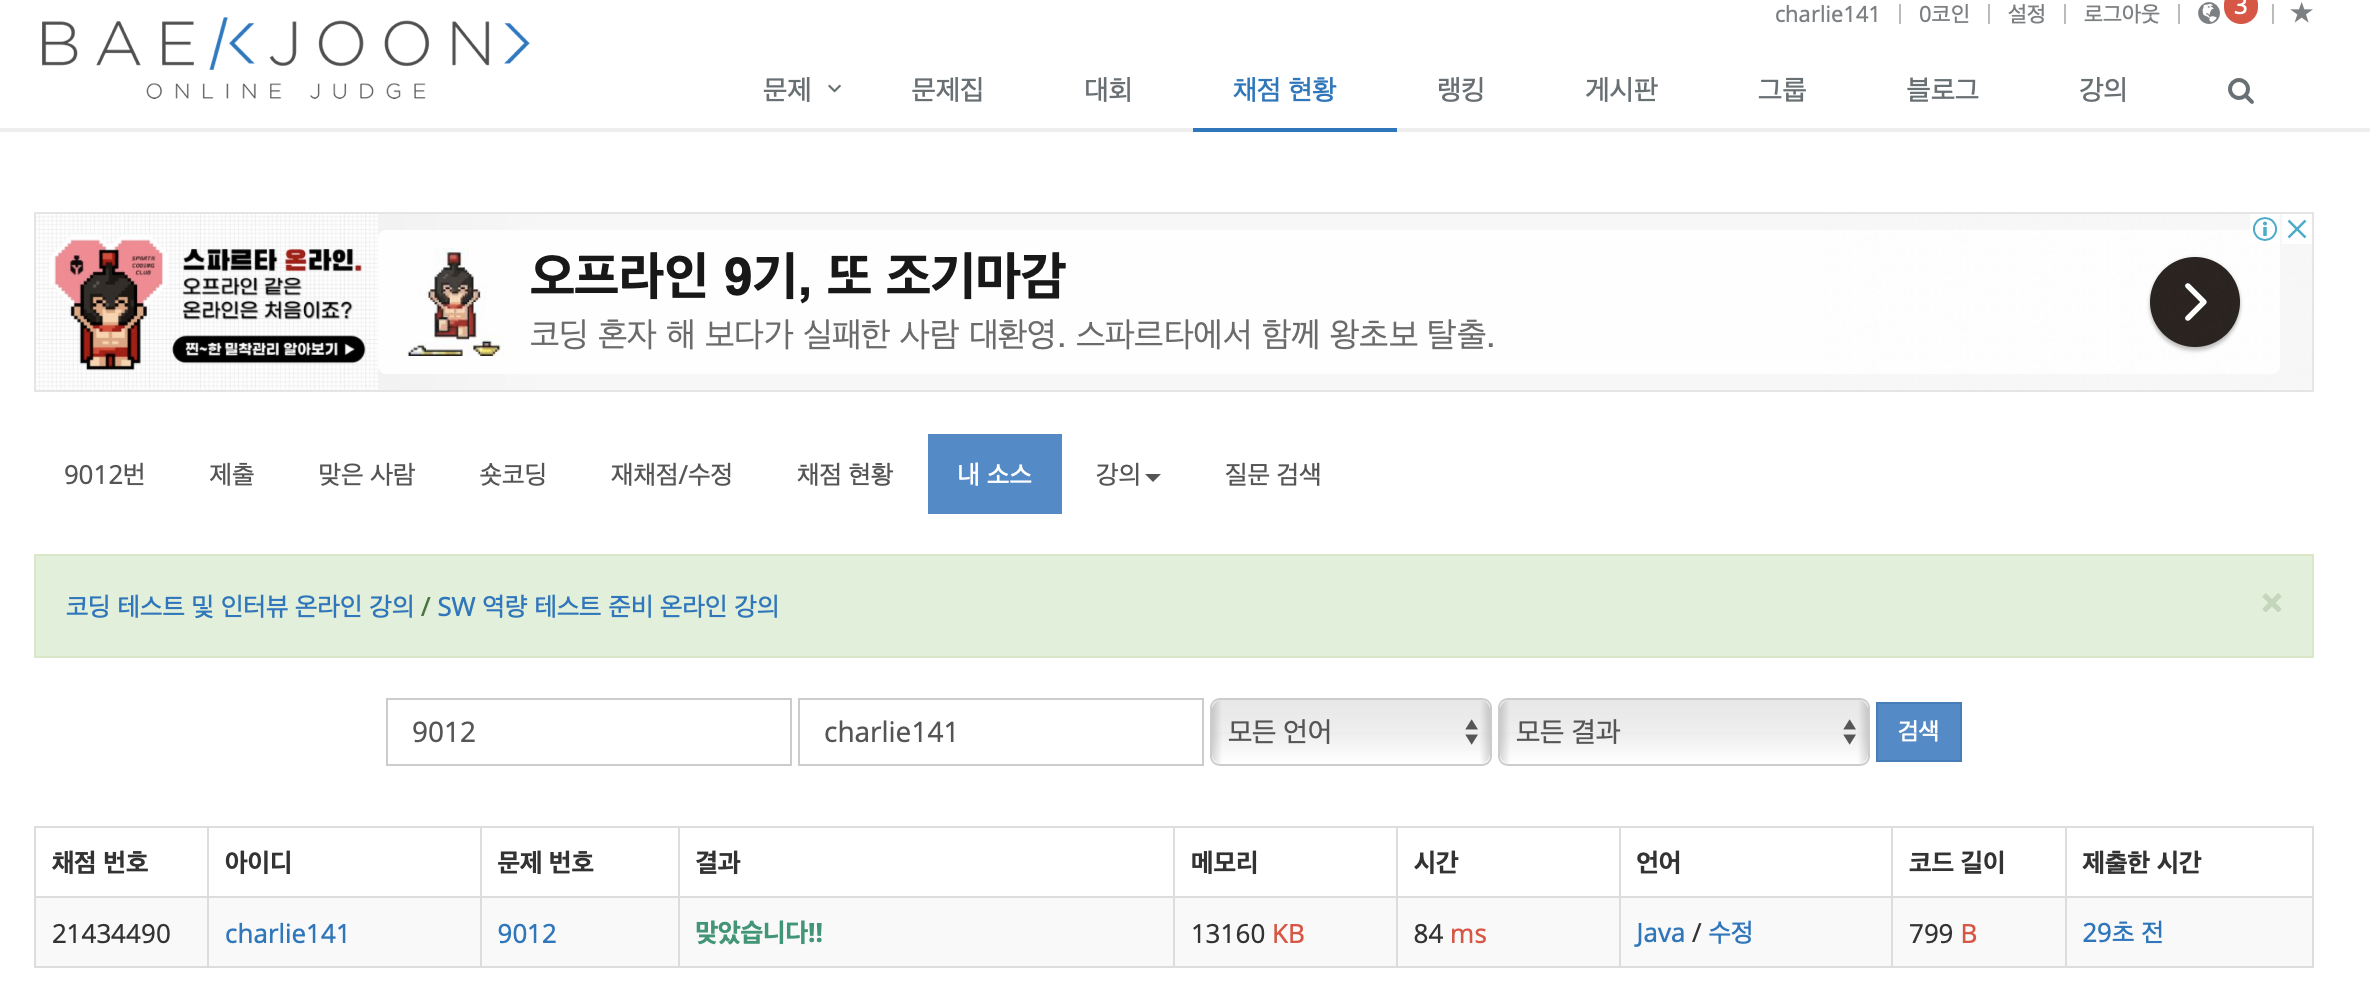 charlie141 | 0코인 | 설정 | 로그아웃 | 3 | ★
BAEKJOON>
ONLINE JUDGE
문제 문제집 대회 채점 현황 랭킹 게시판 그룹 블로그 강의
SPARTA CODING CLUB
스파르타 온라인.
오프라인 같은
온라인은 처음이죠?
찐~한 밀착관리 알아보기 ▶
오프라인 9기, 또 조기마감
코딩 혼자 해 보다가 실패한 사람 대환영. 스파르타에서 함께 왕초보 탈출.
9012번 제출 맞은 사람 숏코딩 재채점/수정 채점 현황 내 소스 강의 질문 검색
코딩 테스트 및 인터뷰 온라인 강의 / SW 역량 테스트 준비 온라인 강의 ×
9012 charlie141 모든 언어 모든 결과 검색
채점 번호 아이디 문제 번호 결과 메모리 시간 언어 코드 길이 제출한 시간
21434490 charlie141 9012 맞았습니다!! 13160 KB 84 ms Java / 수정 799 B 29초 전